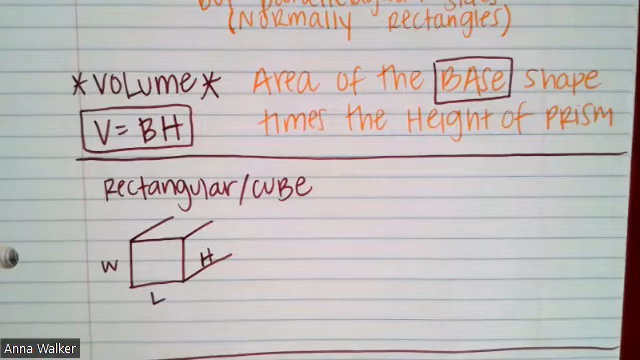 (Normally rectangles)
*VOLUME* Area of the BASE shape
V = BH times the Height of PRISM
Rectangular/CUBE
W H
L
Anna Walker